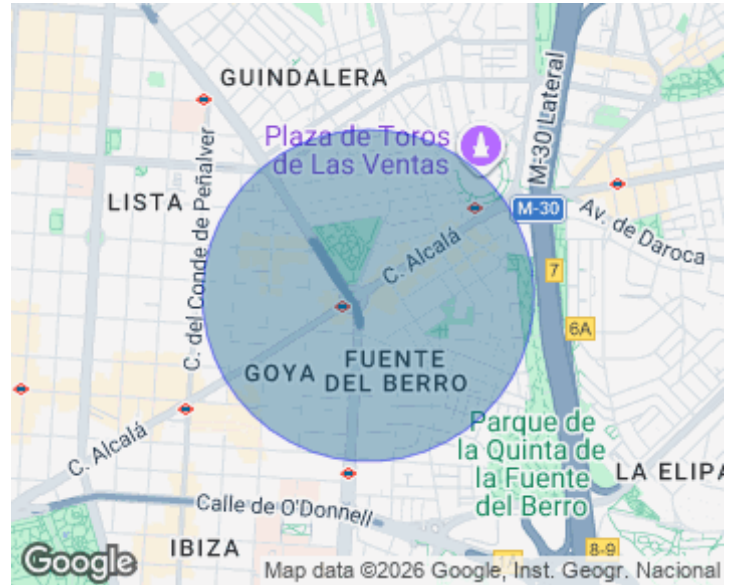 GUINDALERA
Plaza de Toros
de Las Ventas
M-30 Lateral
LISTA
C. del Conde de Peñalver
M-30
Av. de Daroca
C. Alcalá
7
6A
GOYA
FUENTE
DEL BERRO
C. Alcalá
Parque de
la Quinta de
la Fuente
del Berro
LA ELIPA
Calle de O'Donnell
IBIZA
8-9
Google
Map data ©2026 Google, Inst. Geogr. Nacional